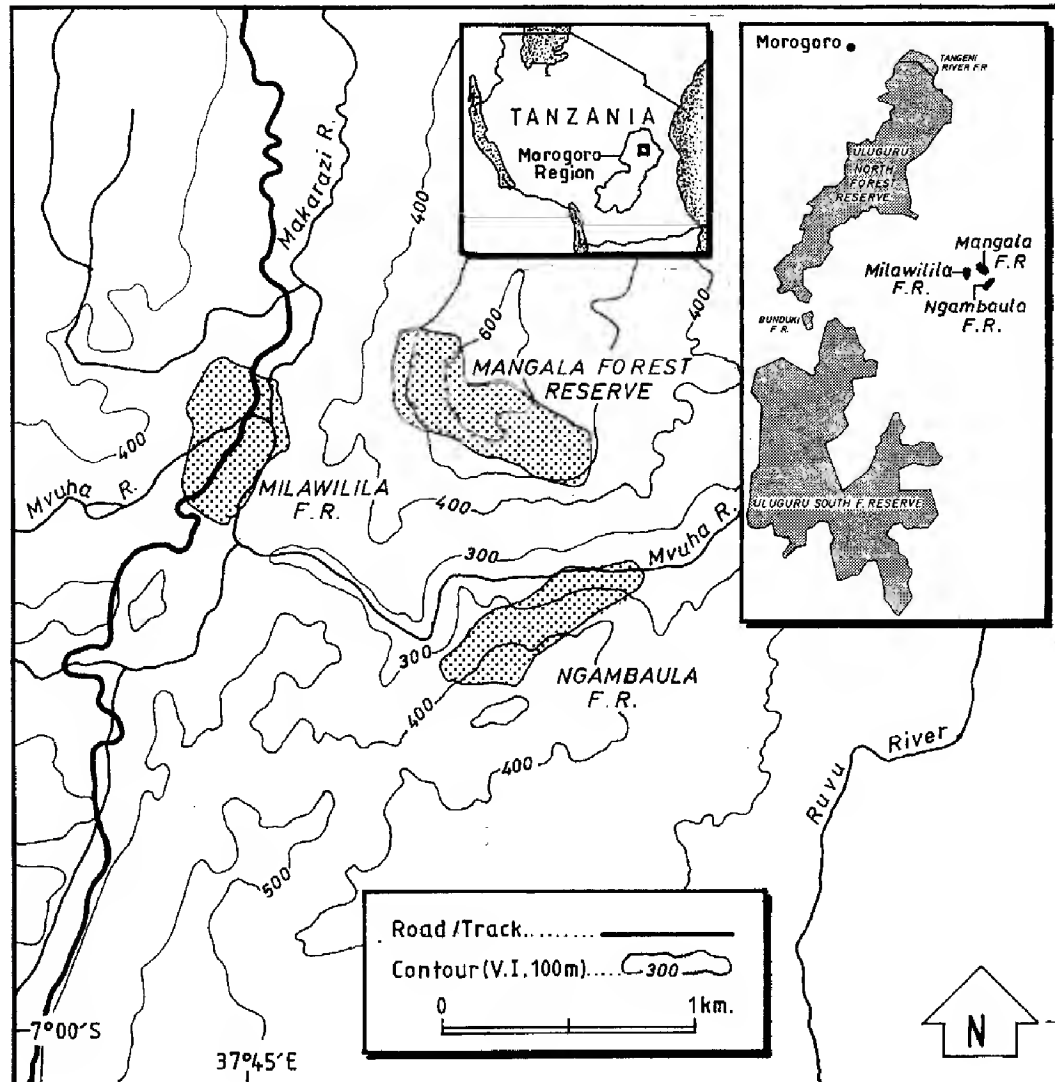 Makarazi R.
400
TANZANIA
Morogoro
Region
Morogoro
TANGENI
RIVER F.R
ULUGURU
NORTH
FOREST
RESERVE
Mangala
F.R
Milawilila
F.R.
Ngambaula
F.R.
BUNDUKI
F.R.
ULUGURU SOUTH F. RESERVE
600
400
MANGALA FOREST
RESERVE
400
Mvuha R.
MILAWILILA
F.R.
400
300
Mvuha R.
300
NGAMBAULA
F.R.
400
400
500
Ruvu River
Road/Track.........
Contour (V.I. 100m)....
300
0 1km.
7°00'S
37°45'E
N